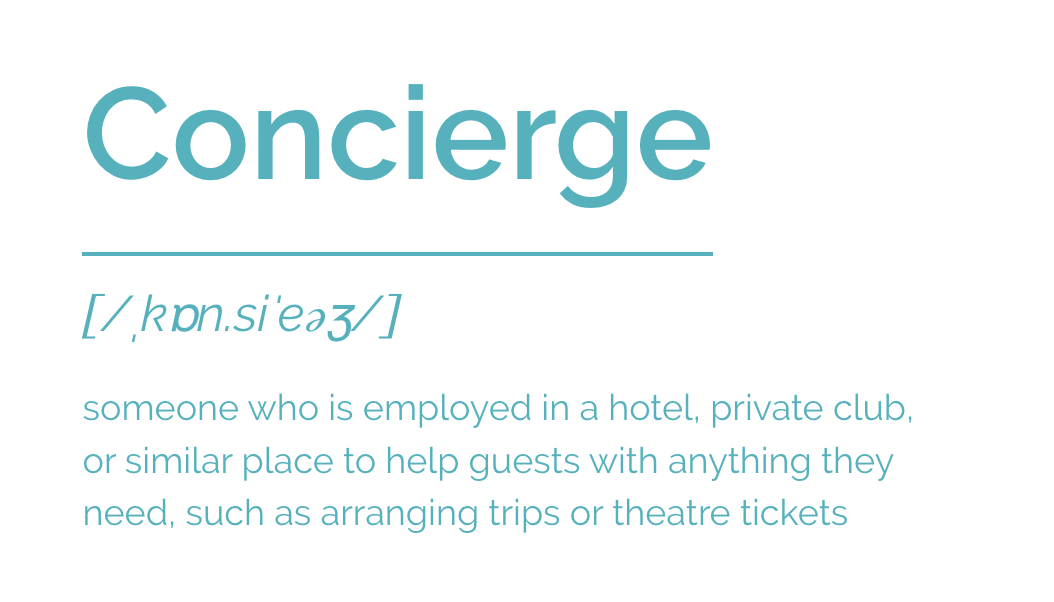 Concierge
[/ˌkɒn.siˈeəʒ/]
someone who is employed in a hotel, private club,
or similar place to help guests with anything they
need, such as arranging trips or theatre tickets